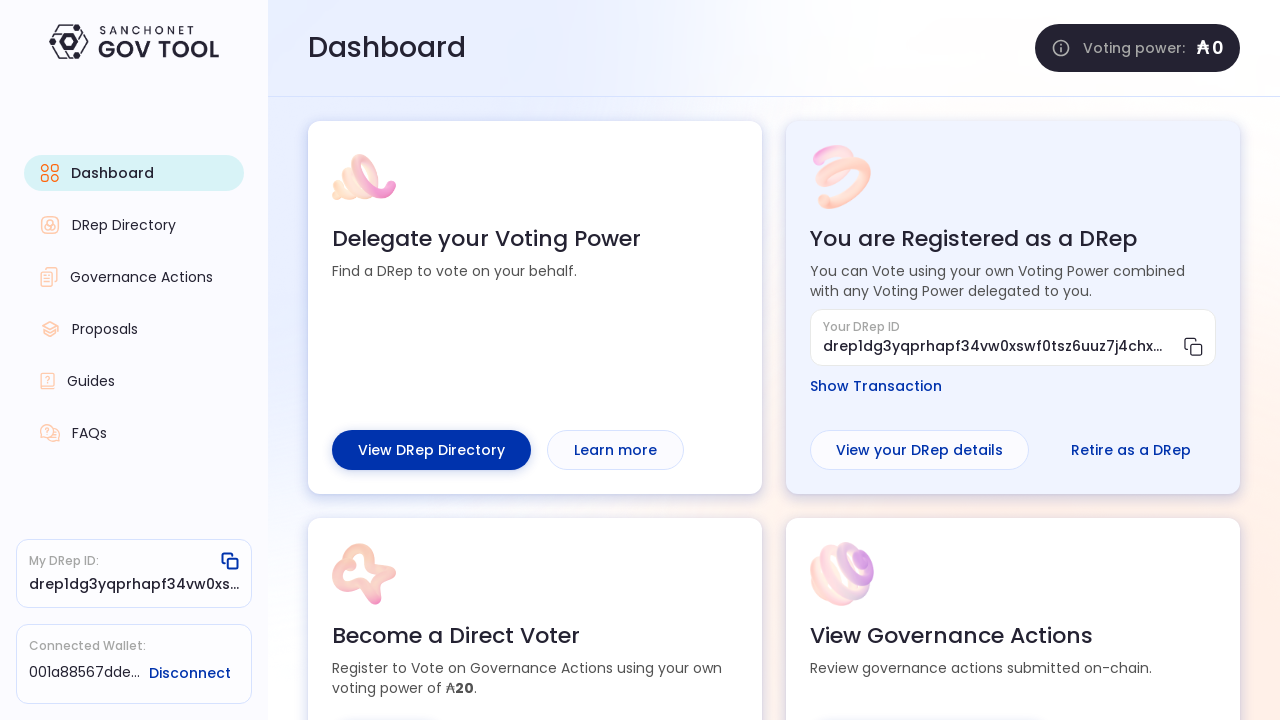 SANCHONET
GOV TOOL
Dashboard
DRep Directory
Governance Actions
Proposals
Guides
FAQs
My DRep ID:
drep1dg3yqprhapf34vw0xs...
Connected Wallet:
001a88567dde...
Disconnect
Dashboard
Voting power: ₳0
Delegate your Voting Power
Find a DRep to vote on your behalf.
View DRep Directory
Learn more
You are Registered as a DRep
You can Vote using your own Voting Power combined
with any Voting Power delegated to you.
Your DRep ID
drep1dg3yqprhapf34vw0xswf0tsz6uuz7j4chx...
Show Transaction
View your DRep details
Retire as a DRep
Become a Direct Voter
Register to Vote on Governance Actions using your own
voting power of ₳20.
View Governance Actions
Review governance actions submitted on-chain.